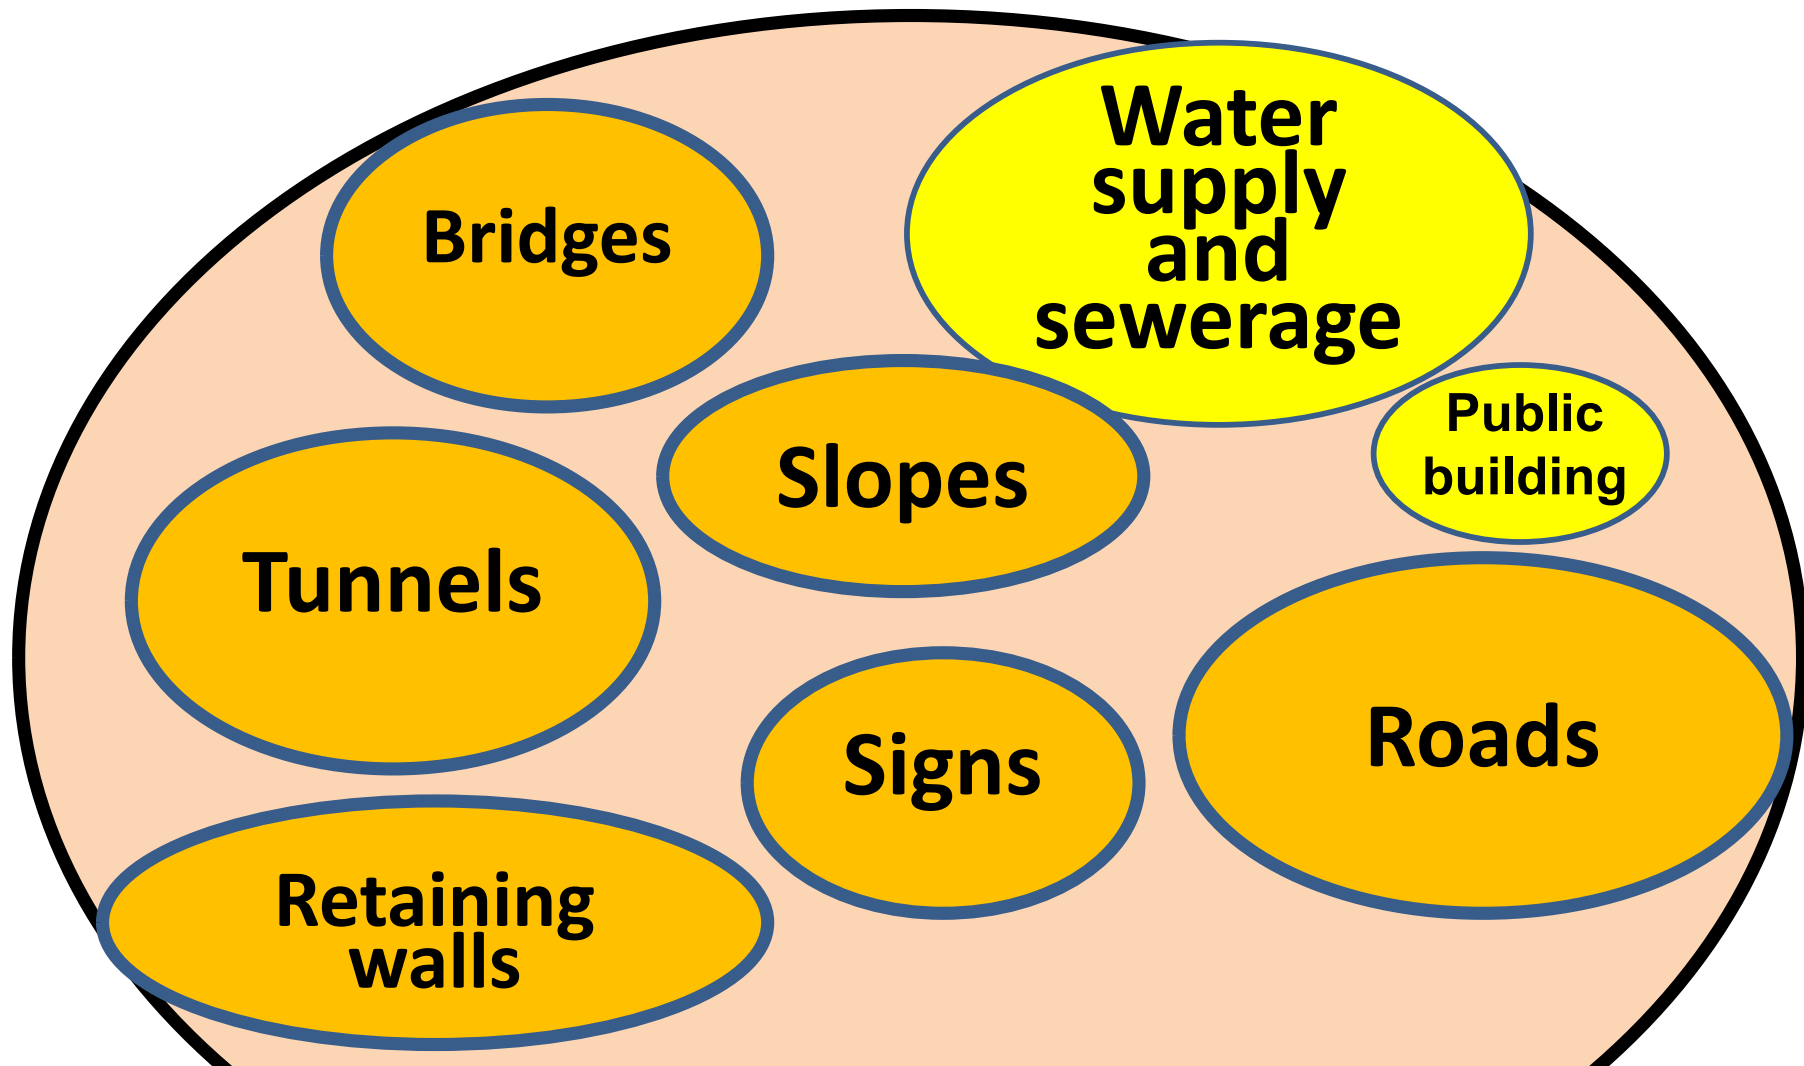 Water
supply
and
sewerage
Bridges
Public
building
Slopes
Tunnels
Roads
Signs
Retaining
walls